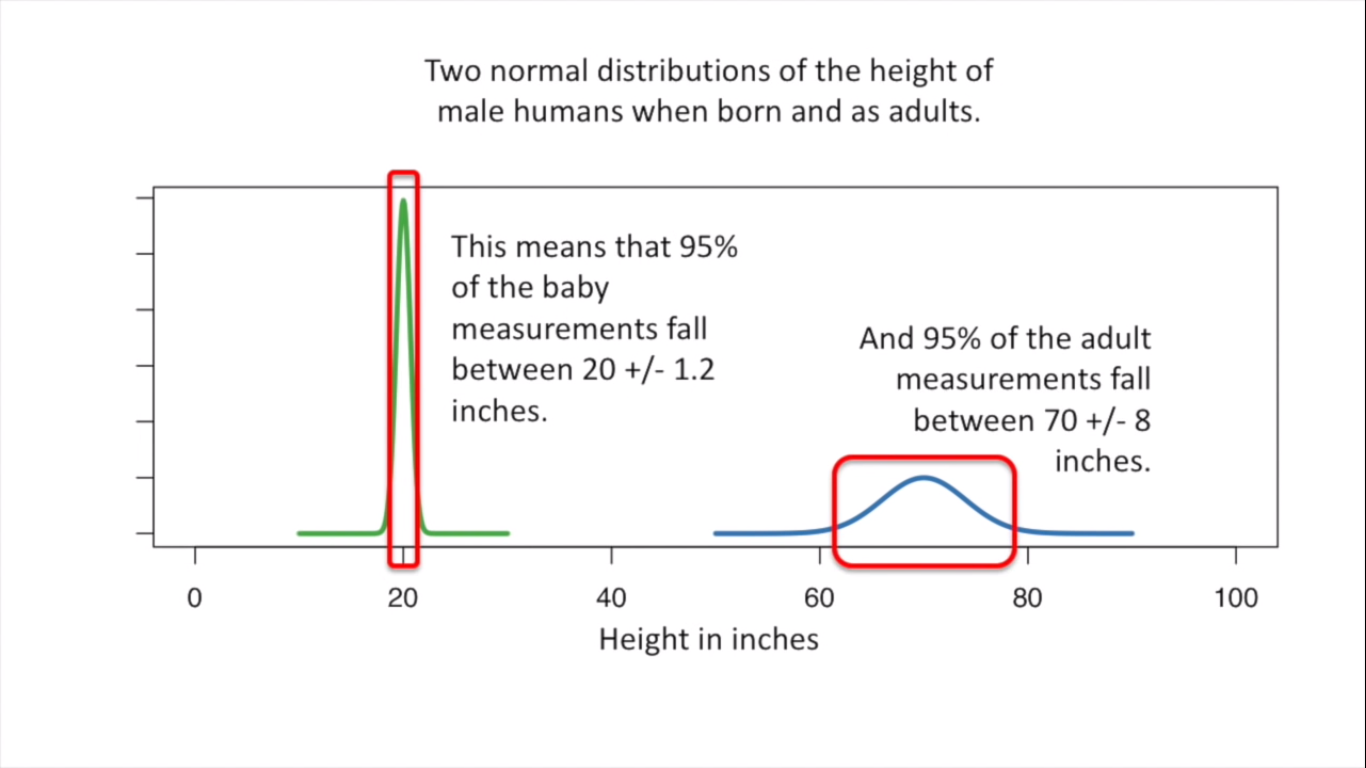 Two normal distributions of the height of
male humans when born and as adults.
This means that 95%
of the baby
measurements fall
between 20 +/- 1.2
inches.
And 95% of the adult
measurements fall
between 70 +/- 8
inches.
0 20 40 60 80 100
Height in inches